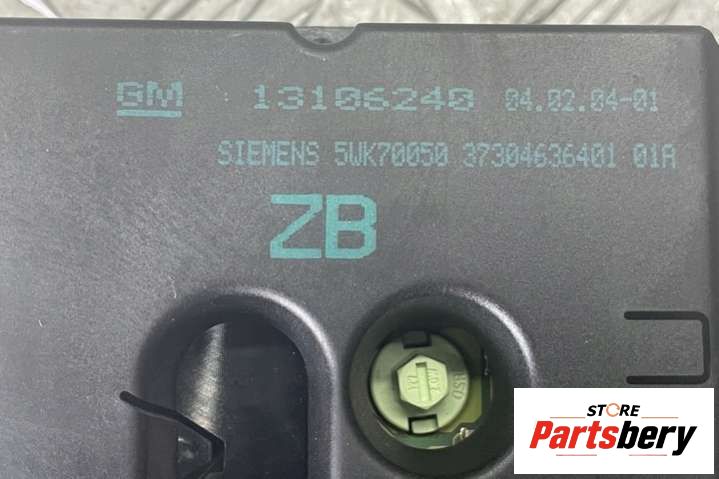 GM 13106240 04.02.04-01
SIEMENS 5WK70050 37304636401 01A
ZB
STORE
Partsbery